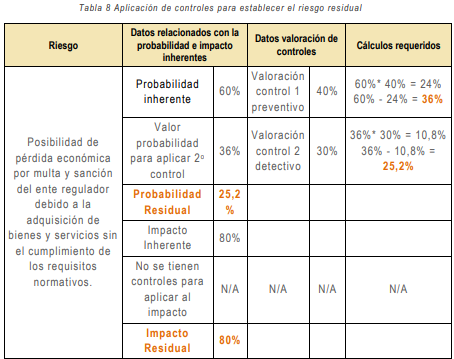 Tabla 8 Aplicación de controles para establecer el riesgo residual
Riesgo
Datos relacionados con la
probabilidad e impacto
inherentes
Datos valoración de
controles
Cálculos requeridos
Posibilidad de
pérdida económica
por multa y sanción
del ente regulador
debido a la
adquisición de
bienes y servicios sin
el cumplimiento de
los requisitos
normativos.
Probabilidad
inherente
60%
Valoración
control 1
preventivo
40%
60%* 40% = 24%
60% - 24% = 36%
Valor
probabilidad
para aplicar 2º
control
36%
Valoración
control 2
detectivo
30%
36%* 30% = 10,8%
36% - 10,8% =
25,2%
Probabilidad
Residual
25,2
%
Impacto
Inherente
80%
No se tienen
controles para
aplicar al
impacto
N/A
N/A
N/A
N/A
Impacto
Residual
80%